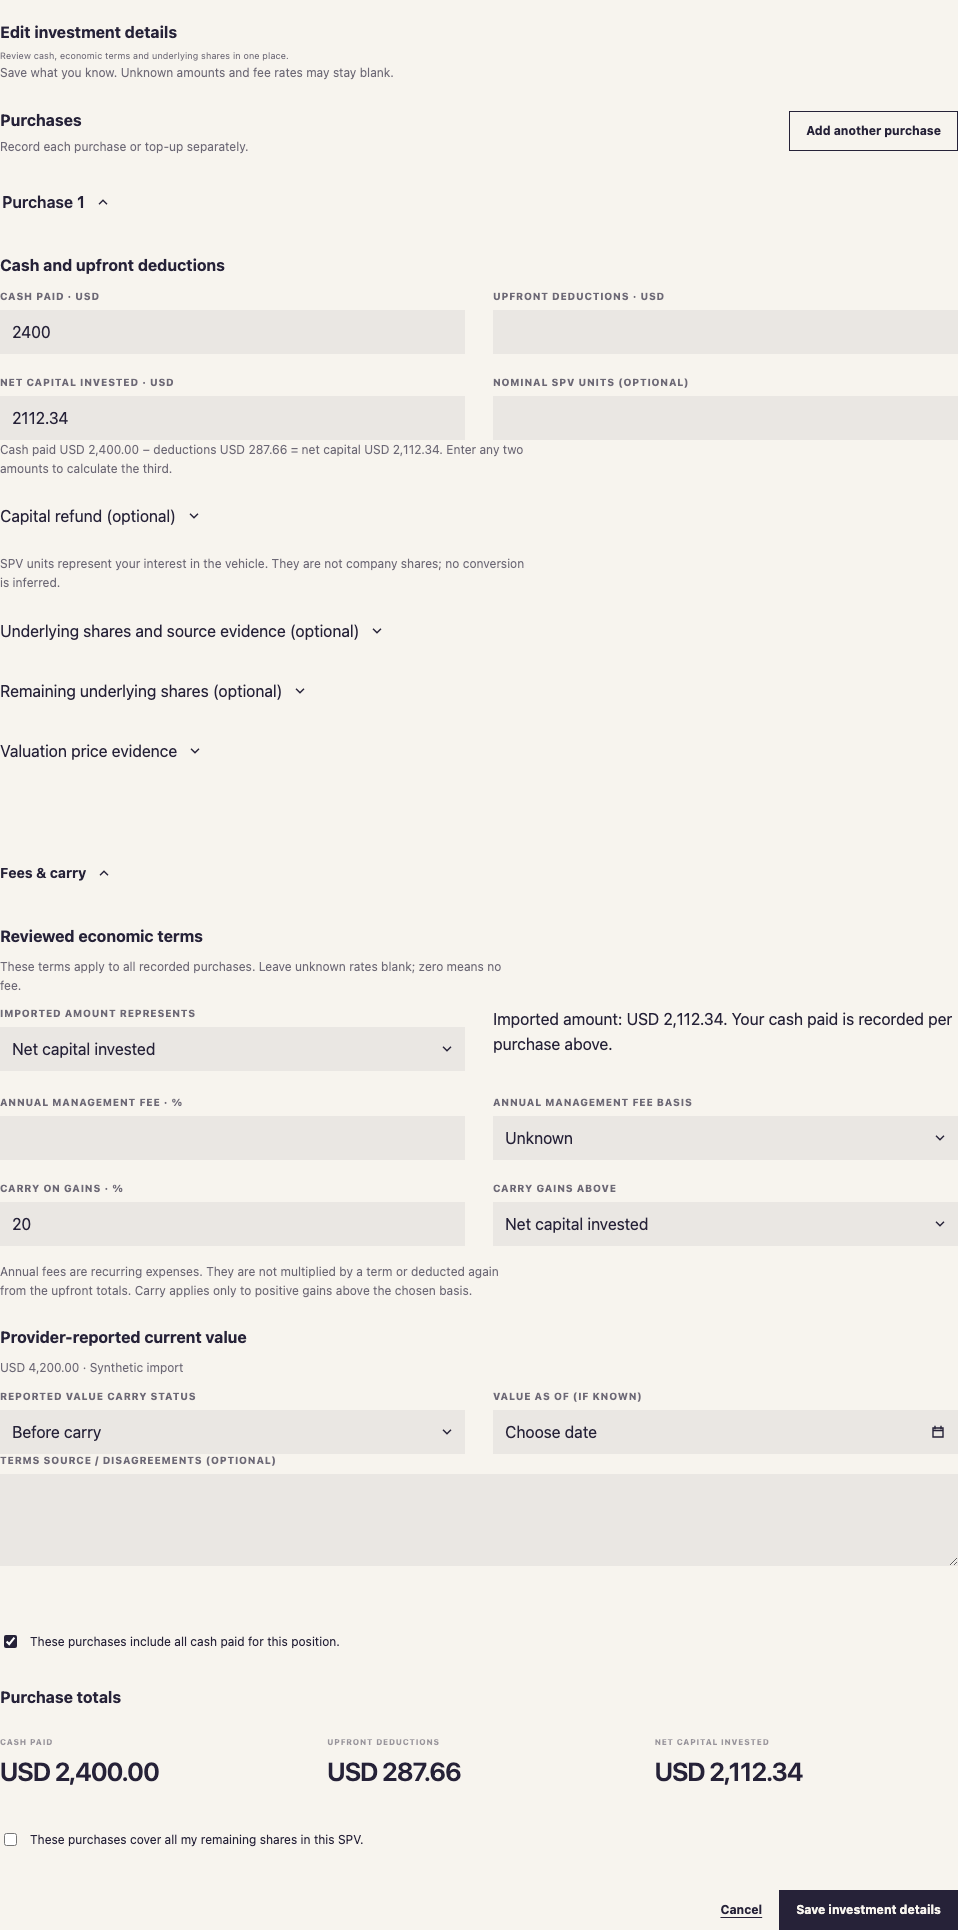 Edit investment details
Review cash, economic terms and underlying shares in one place.
Save what you know. Unknown amounts and fee rates may stay blank.
Purchases
Add another purchase
Record each purchase or top-up separately.
Purchase 1
Cash and upfront deductions
CASH PAID · USD
UPFRONT DEDUCTIONS · USD
2400
NET CAPITAL INVESTED · USD
NOMINAL SPV UNITS (OPTIONAL)
2112.34
Cash paid USD 2,400.00 − deductions USD 287.66 = net capital USD 2,112.34. Enter any two
amounts to calculate the third.
Capital refund (optional)
SPV units represent your interest in the vehicle. They are not company shares; no conversion
is inferred.
Underlying shares and source evidence (optional)
Remaining underlying shares (optional)
Valuation price evidence
Fees & carry
Reviewed economic terms
These terms apply to all recorded purchases. Leave unknown rates blank; zero means no
fee.
IMPORTED AMOUNT REPRESENTS
Net capital invested
Imported amount: USD 2,112.34. Your cash paid is recorded per
purchase above.
ANNUAL MANAGEMENT FEE · %
ANNUAL MANAGEMENT FEE BASIS
Unknown
CARRY ON GAINS · %
CARRY GAINS ABOVE
20
Net capital invested
Annual fees are recurring expenses. They are not multiplied by a term or deducted again
from the upfront totals. Carry applies only to positive gains above the chosen basis.
Provider-reported current value
USD 4,200.00 · Synthetic import
REPORTED VALUE CARRY STATUS
VALUE AS OF (IF KNOWN)
Before carry
Choose date
TERMS SOURCE / DISAGREEMENTS (OPTIONAL)
These purchases include all cash paid for this position.
Purchase totals
CASH PAID
UPFRONT DEDUCTIONS
NET CAPITAL INVESTED
USD 2,400.00
USD 287.66
USD 2,112.34
These purchases cover all my remaining shares in this SPV.
Cancel
Save investment details